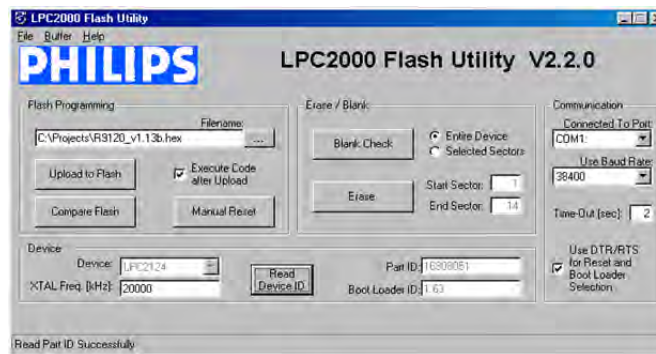 LPC2000 Flash Utility
File Buffer Help
PHILIPS
LPC2000 Flash Utility V2.2.0
Flash Programming
Filename:
C:\Projects\R9120_v1.13b.hex ...
Upload to Flash
Execute Code
after Upload
Compare Flash
Manual Reset
Erase / Blank
Blank Check
Entire Device
Selected Sectors
Erase
Start Sector: 1
End Sector: 14
Communication
Connected To Port:
COM1:
Use Baud Rate:
38400
Time-Out [sec]: 2
Use DTR/RTS
for Reset and
Boot Loader
Selection
Device
Device: LPC2124
XTAL Freq. [kHz]: 20000
Read
Device ID
Part ID:
Boot Loader ID: 1.63
Read Part ID Successfully